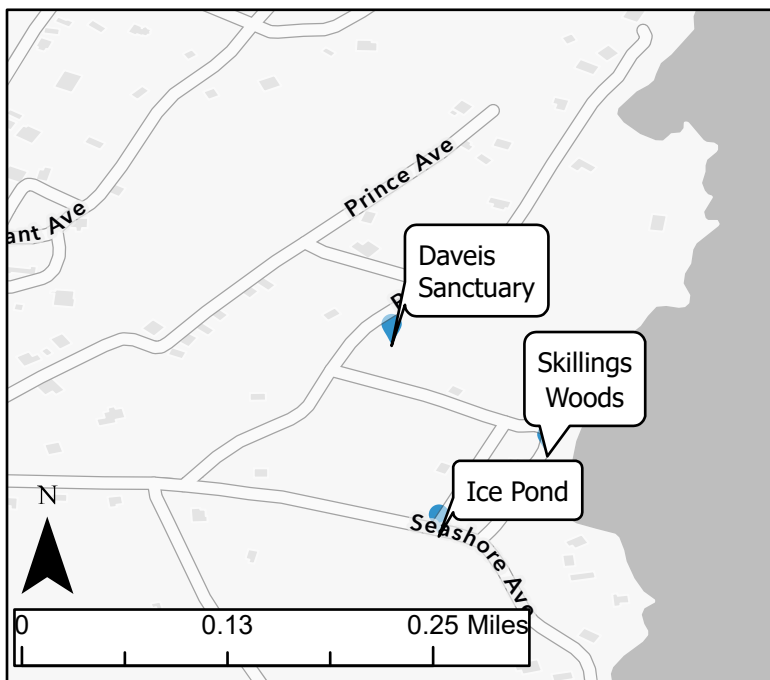 Prince Ave
ant Ave
Daveis
Sanctuary
Skillings
Woods
Ice Pond
Seashore Ave
N
0 0.13 0.25 Miles